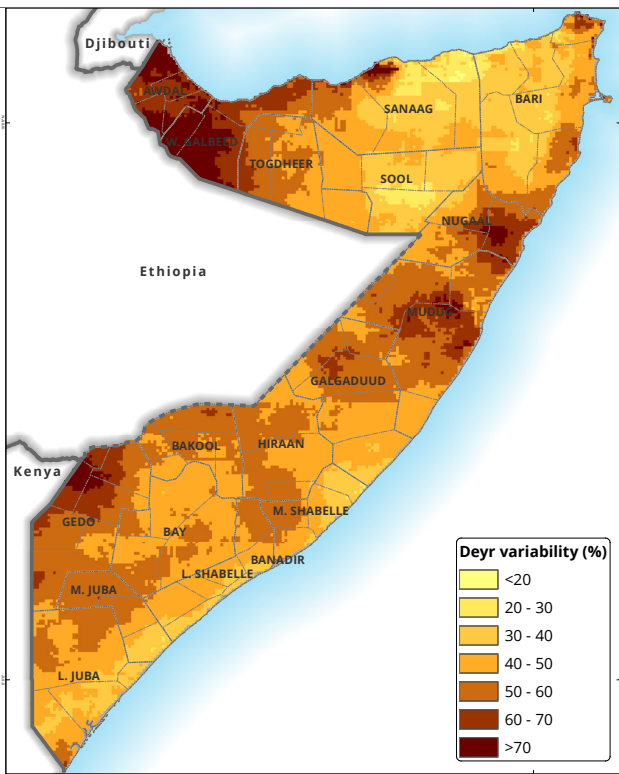 Djibouti
AWDAL
W. GALBEED
TOGDHEER
SANAAG
BARI
SOOL
NUGAAL
Ethiopia
MUDUG
GALGADUUD
BAKOOL
HIRAAN
Kenya
GEDO
BAY
M. SHABELLE
BANADIR
L. SHABELLE
M. JUBA
L. JUBA
Deyr variability (%)
<20
20 - 30
30 - 40
40 - 50
50 - 60
60 - 70
>70